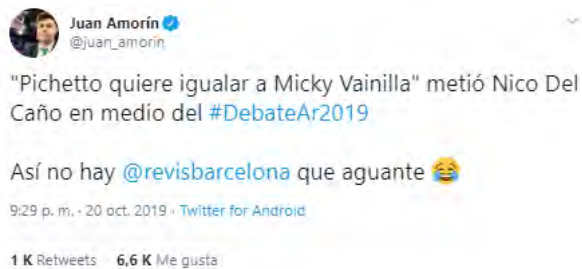 Juan Amorín
@juan_amorin
"Pichetto quiere igualar a Micky Vainilla" metió Nico Del
Caño en medio del #DebateAr2019
Así no hay @revisbarcelona que aguante 😂
9:29 p. m. · 20 oct. 2019 · Twitter for Android
1 K Retweets 6,6 K Me gusta